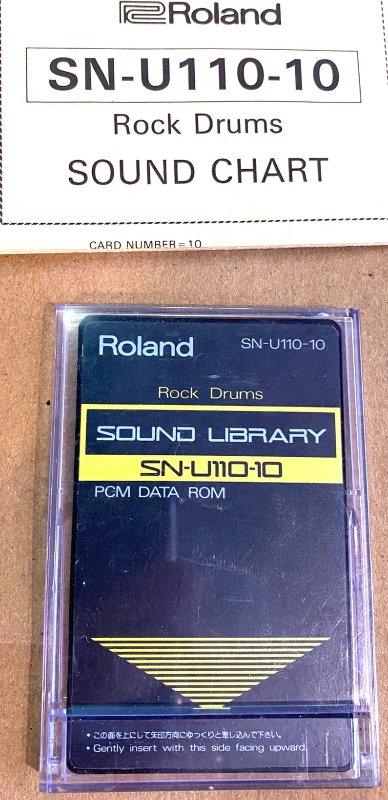 Roland
SN-U110-10
Rock Drums
SOUND CHART
CARD NUMBER=10
Roland SN-U110-10
Rock Drums
SOUND LIBRARY
SN-U110-10
PCM DATA ROM
• この面を上にして矢印方向にゆっくりと差し込んで下さい。
• Gently insert with this side facing upward.